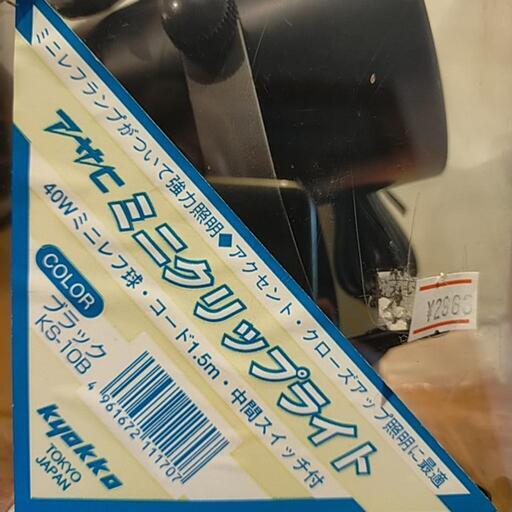 ミニレフランプがついて強力照明◆アクセント・クローズアップ照明に最適
アサヒ ミニクリップライト
40Wミニレフ球・コード1.5m・中間スイッチ付
COLOR
ブラック
KS-10B
4 961672 111707
Kyokko
TOKYO
JAPAN
¥2865